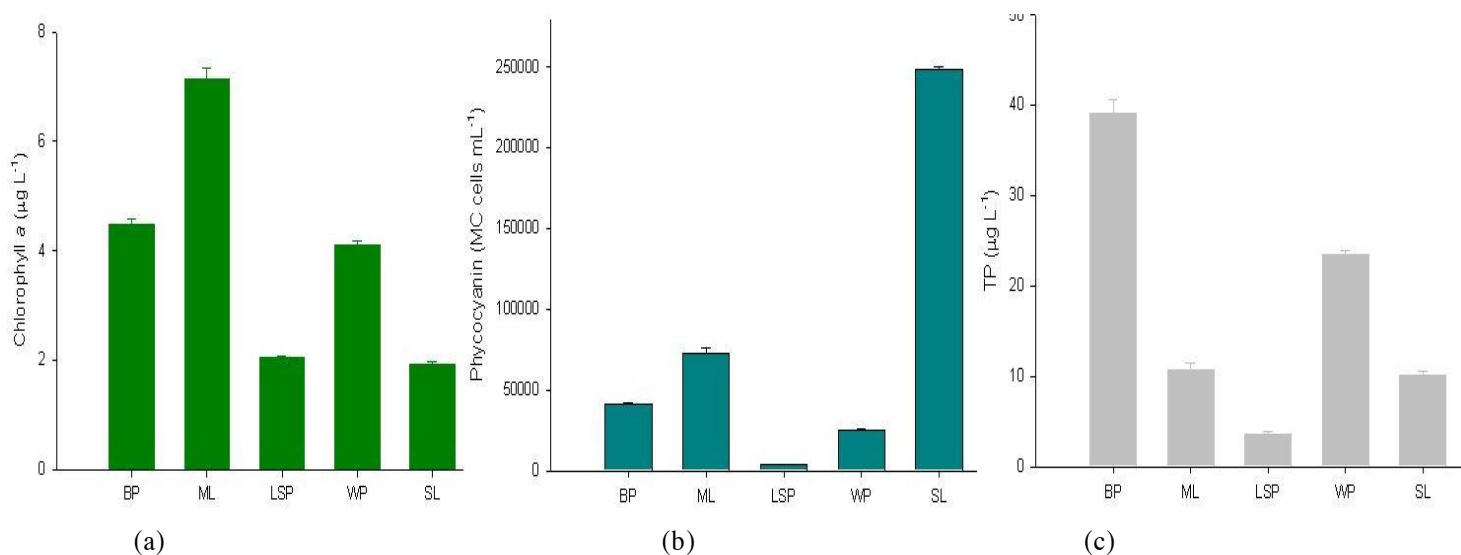 Chlorophyll a (µg L⁻¹)
8
6
4
2
0
BP ML LSP WP SL
(a)
Phycocyanin (MC cells mL⁻¹)
250000
200000
150000
100000
50000
0
BP ML LSP WP SL
(b)
TP (µg L⁻¹)
50
40
30
20
10
0
BP ML LSP WP SL
(c)